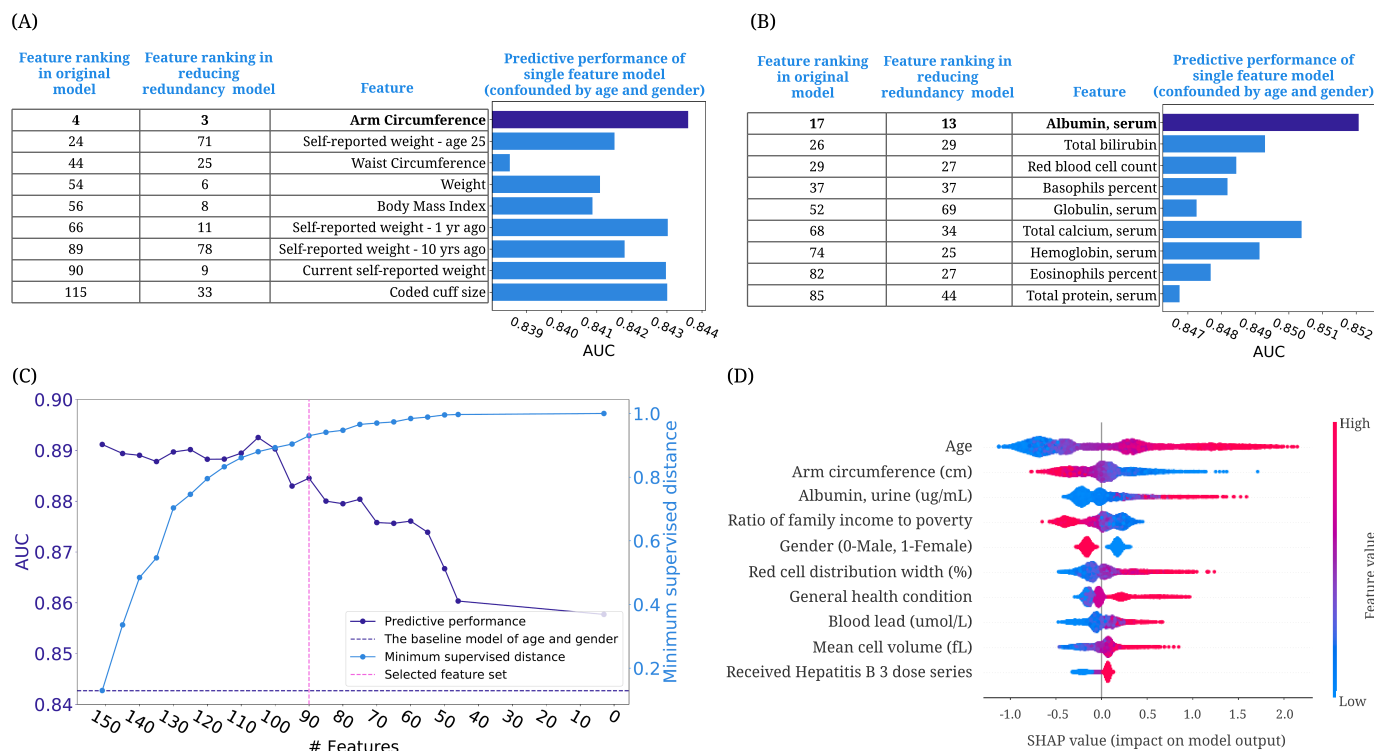 (A)
Feature ranking
in original
model
Feature ranking in
reducing
redundancy model
Feature
Predictive performance of
single feature model
(confounded by age and gender)
4 3 Arm Circumference
24 71 Self-reported weight - age 25
44 25 Waist Circumference
54 6 Weight
56 8 Body Mass Index
66 11 Self-reported weight - 1 yr ago
89 78 Self-reported weight - 10 yrs ago
90 9 Current self-reported weight
115 33 Coded cuff size
0.839 0.840 0.841 0.842 0.843 0.844
AUC
(B)
Feature ranking
in original
model
Feature ranking in
reducing
redundancy model
Feature
Predictive performance of
single feature model
(confounded by age and gender)
17 13 Albumin, serum
26 29 Total bilirubin
29 27 Red blood cell count
37 37 Basophils percent
52 69 Globulin, serum
68 34 Total calcium, serum
74 25 Hemoglobin, serum
82 27 Eosinophils percent
85 44 Total protein, serum
0.847 0.848 0.849 0.850 0.851 0.852
AUC
(C)
0.90
0.89
0.88
0.87
0.86
0.85
0.84
AUC
1.0
0.8
0.6
0.4
0.2
Minimum supervised distance
Predictive performance
The baseline model of age and gender
Minimum supervised distance
Selected feature set
150 140 130 120 110 100 90 80 70 60 50 40 30 20 10 0
# Features
(D)
Age
Arm circumference (cm)
Albumin, urine (ug/mL)
Ratio of family income to poverty
Gender (0-Male, 1-Female)
Red cell distribution width (%)
General health condition
Blood lead (umol/L)
Mean cell volume (fL)
Received Hepatitis B 3 dose series
-1.0 -0.5 0.0 0.5 1.0 1.5 2.0
SHAP value (impact on model output)
High
Low
Feature value